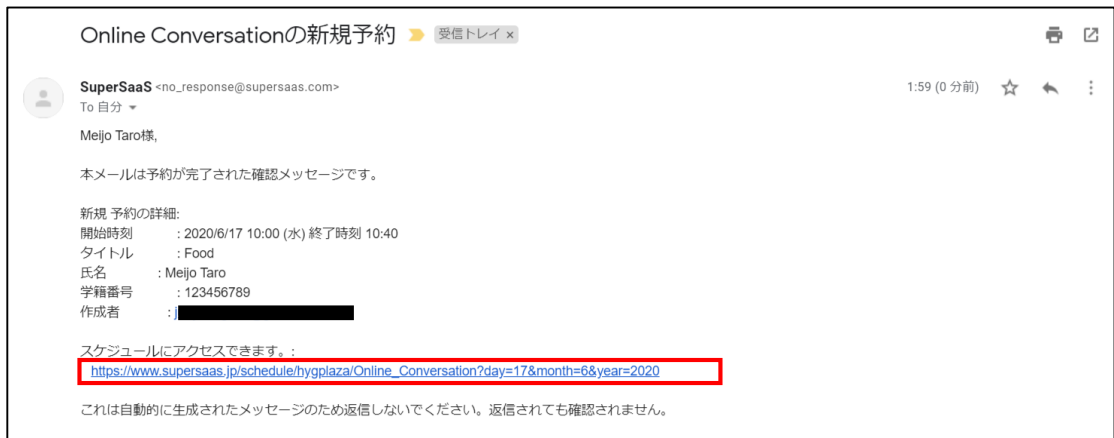 Online Conversationの新規予約 受信トレイ ×
SuperSaaS <no_response@supersaas.com> 1:59 (0 分前)
To 自分
Meijo Taro様,
本メールは予約が完了された確認メッセージです。
新規 予約の詳細:
開始時刻 : 2020/6/17 10:00 (水) 終了時刻 10:40
タイトル : Food
氏名 : Meijo Taro
学籍番号 : 123456789
作成者 : j
スケジュールにアクセスできます。:
https://www.supersaas.jp/schedule/hygplaza/Online_Conversation?day=17&month=6&year=2020
これは自動的に生成されたメッセージのため返信しないでください。返信されても確認されません。